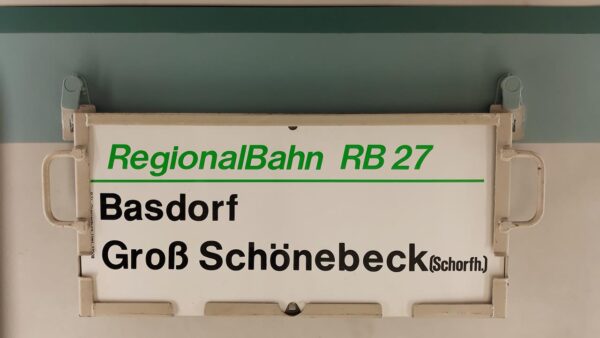 RegionalBahn RB 27
Basdorf
Groß Schönebeck (Schorfh.)